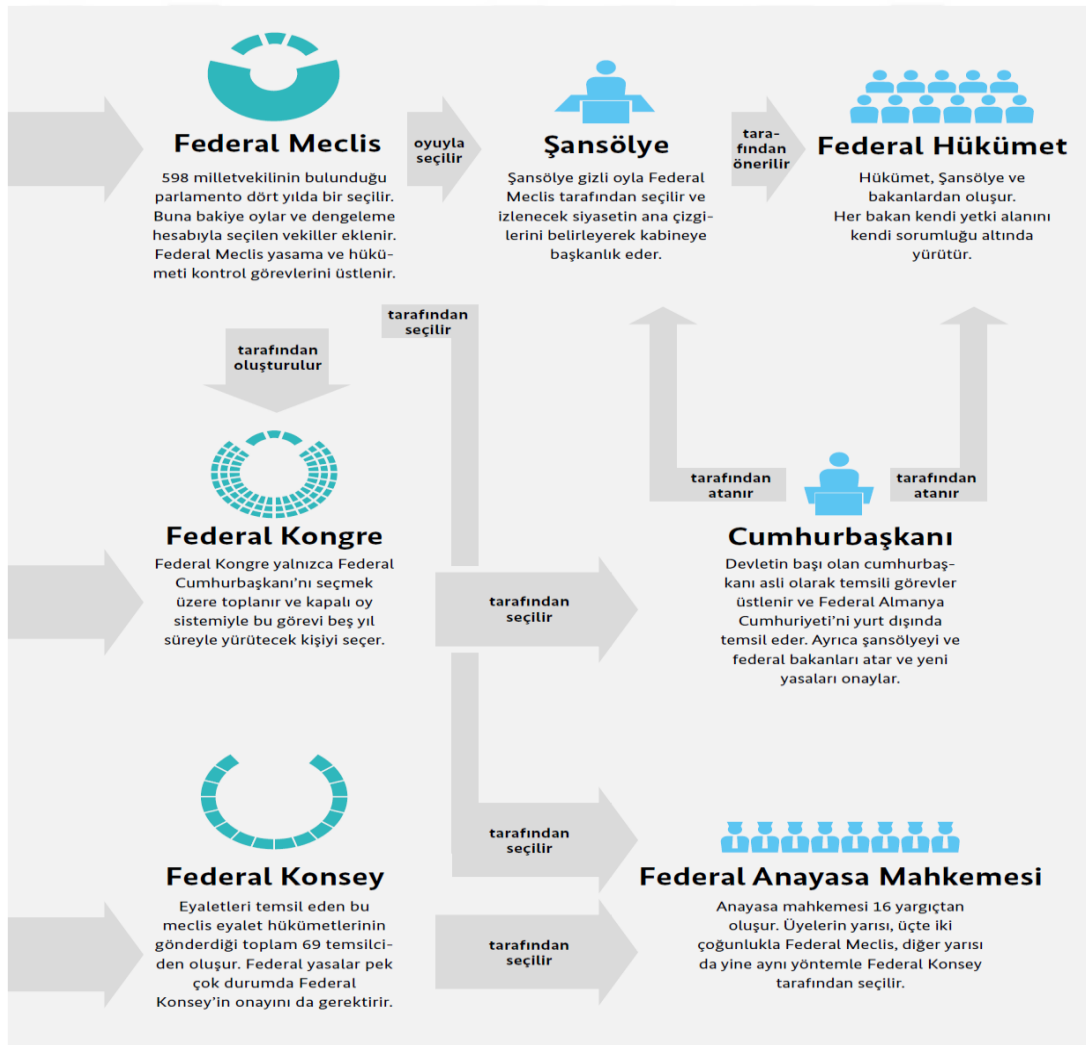 Federal Meclis
598 milletvekilinin bulunduğu
parlamento dört yılda bir seçilir.
Buna bakiye oylar ve dengeleme
hesabıyla seçilen vekiller eklenir.
Federal Meclis yasama ve hükü-
meti kontrol görevlerini üstlenir.
oyuyla
seçilir
Şansölye
Şansölye gizli oyla Federal
Meclis tarafından seçilir ve
izlenecek siyasetin ana çizgi-
lerini belirleyerek kabineye
başkanlık eder.
tara-
fından
önerilir
Federal Hükümet
Hükümet, Şansölye ve
bakanlardan oluşur.
Her bakan kendi yetki alanını
kendi sorumluğu altında
yürütür.
tarafından
seçilir
tarafından
oluşturulur
tarafından
atanır
tarafından
atanır
Federal Kongre
Federal Kongre yalnızca Federal
Cumhurbaşkanı’nı seçmek
üzere toplanır ve kapalı oy
sistemiyle bu görevi beş yıl
süreyle yürütecek kişiyi seçer.
tarafından
seçilir
Cumhurbaşkanı
Devletin başı olan cumhurbaş-
kanı asli olarak temsili görevler
üstlenir ve Federal Almanya
Cumhuriyeti’ni yurt dışında
temsil eder. Ayrıca şansölyeyi ve
federal bakanları atar ve yeni
yasaları onaylar.
tarafından
seçilir
Federal Konsey
Eyaletleri temsil eden bu
meclis eyalet hükümetlerinin
gönderdiği toplam 69 temsilci-
den oluşur. Federal yasalar pek
çok durumda Federal
Konsey’in onayını da gerektirir.
tarafından
seçilir
Federal Anayasa Mahkemesi
Anayasa mahkemesi 16 yargıçtan
oluşur. Üyelerin yarısı, üçte iki
çoğunlukla Federal Meclis, diğer yarısı
da yine aynı yöntemle Federal Konsey
tarafından seçilir.